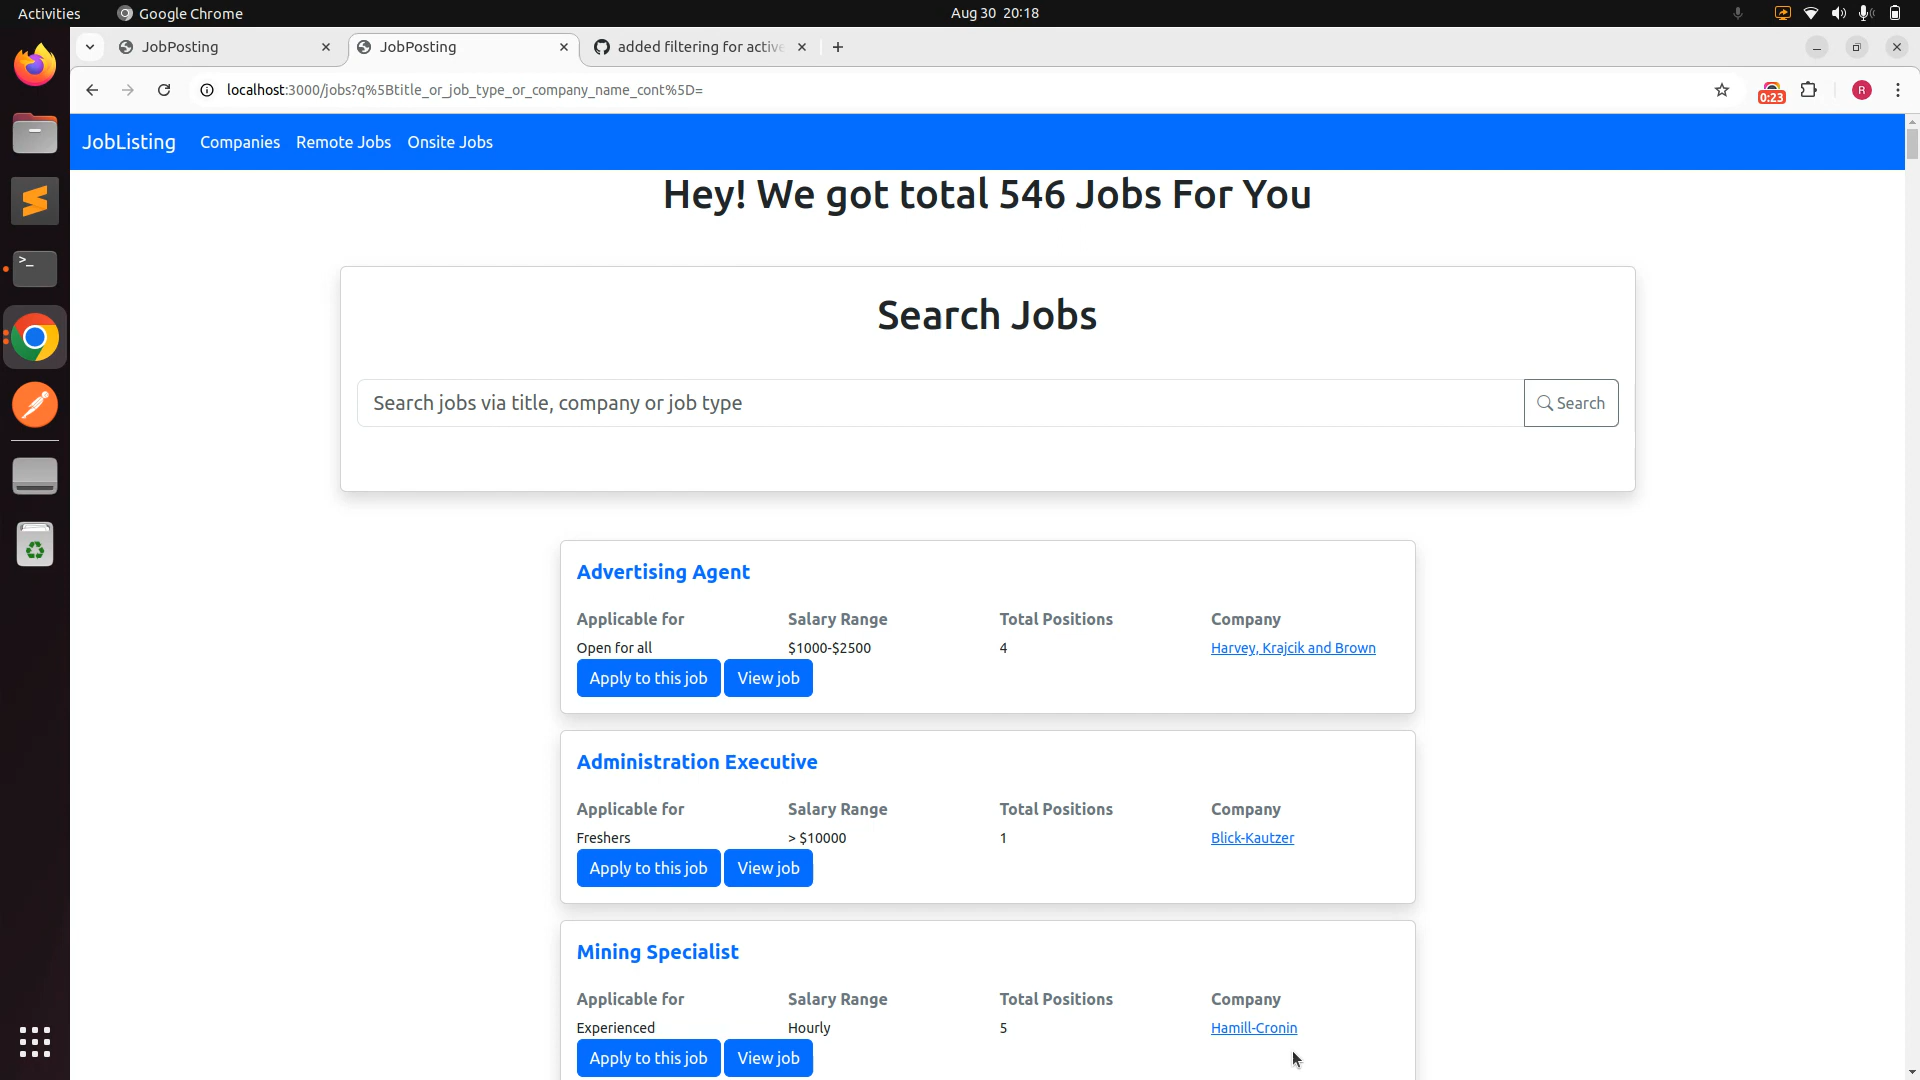 Activities
Google Chrome
Aug 30 20:18
JobPosting
JobPosting
added filtering for active
localhost:3000/jobs?q%5Btitle_or_job_type_or_company_name_cont%5D=
0:23
R
JobListing Companies Remote Jobs Onsite Jobs
Hey! We got total 546 Jobs For You
Search Jobs
Search jobs via title, company or job type
Search
Advertising Agent
Applicable for Salary Range Total Positions Company
Open for all $1000-$2500 4 Harvey, Krajcik and Brown
Apply to this job View job
Administration Executive
Applicable for Salary Range Total Positions Company
Freshers > $10000 1 Blick-Kautzer
Apply to this job View job
Mining Specialist
Applicable for Salary Range Total Positions Company
Experienced Hourly 5 Hamill-Cronin
Apply to this job View job